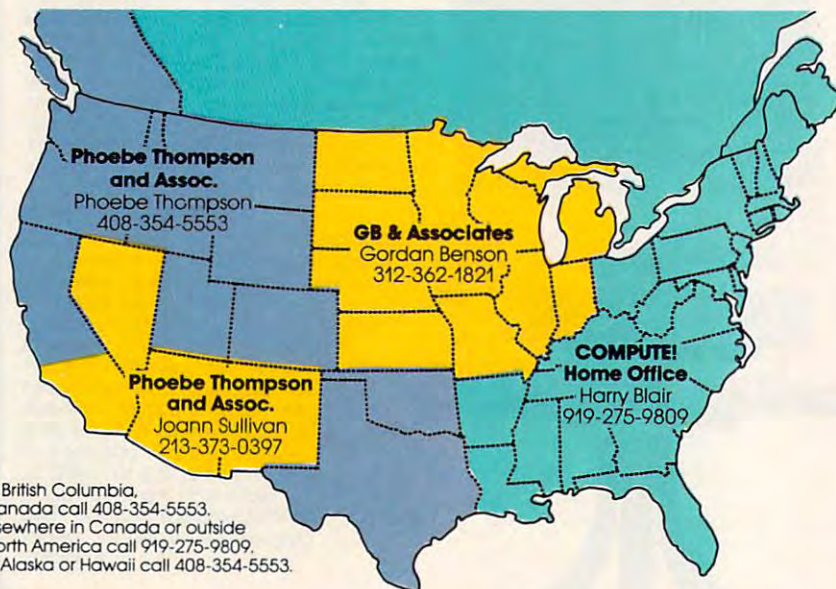 Phoebe Thompson
and Assoc.
Phoebe Thompson
408-354-5553
GB & Associates
Gordan Benson
312-362-1821
Phoebe Thompson
and Assoc.
Joann Sullivan
213-373-0397
COMPUTE!
Home Office
Harry Blair
919-275-9809
British Columbia,
anada call 408-354-5553.
sewhere in Canada or outside
orth America call 919-275-9809.
Alaska or Hawaii call 408-354-5553.